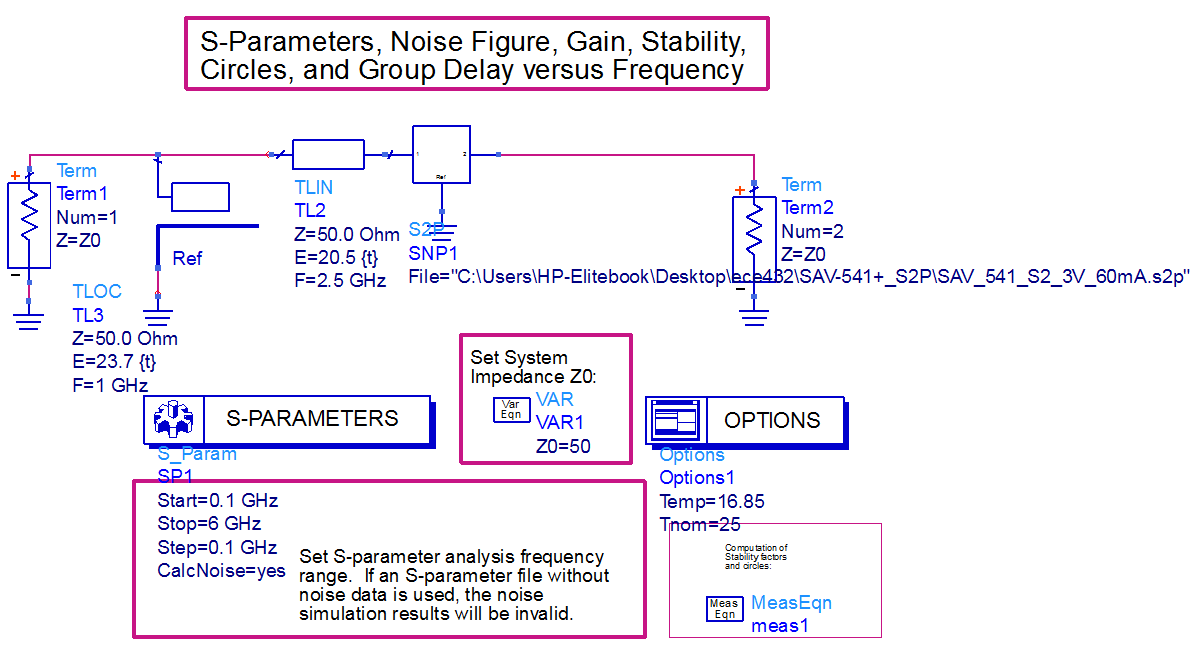 S-Parameters, Noise Figure, Gain, Stability,
Circles, and Group Delay versus Frequency
Term
Term1
Num=1
Z=Z0
Ref
TLOC
TL3
Z=50.0 Ohm
E=23.7 {t}
F=1 GHz
TLIN
TL2
Z=50.0 Ohm
E=20.5 {t}
F=2.5 GHz
1
2
Ref
S2P
SNP1
File="C:\Users\HP-Elitebook\Desktop\ece432\SAV-541+_S2P\SAV_541_S2_3V_60mA.s2p"
Term
Term2
Num=2
Z=Z0
S-PARAMETERS
S_Param
SP1
Start=0.1 GHz
Stop=6 GHz
Step=0.1 GHz
CalcNoise=yes
Set S-parameter analysis frequency
range. If an S-parameter file without
noise data is used, the noise
simulation results will be invalid.
Set System
Impedance Z0:
Var
Eqn
VAR
VAR1
Z0=50
OPTIONS
Options
Options1
Temp=16.85
Tnom=25
Computation of
Stability factors
and circles:
Meas
Eqn
MeasEqn
meas1